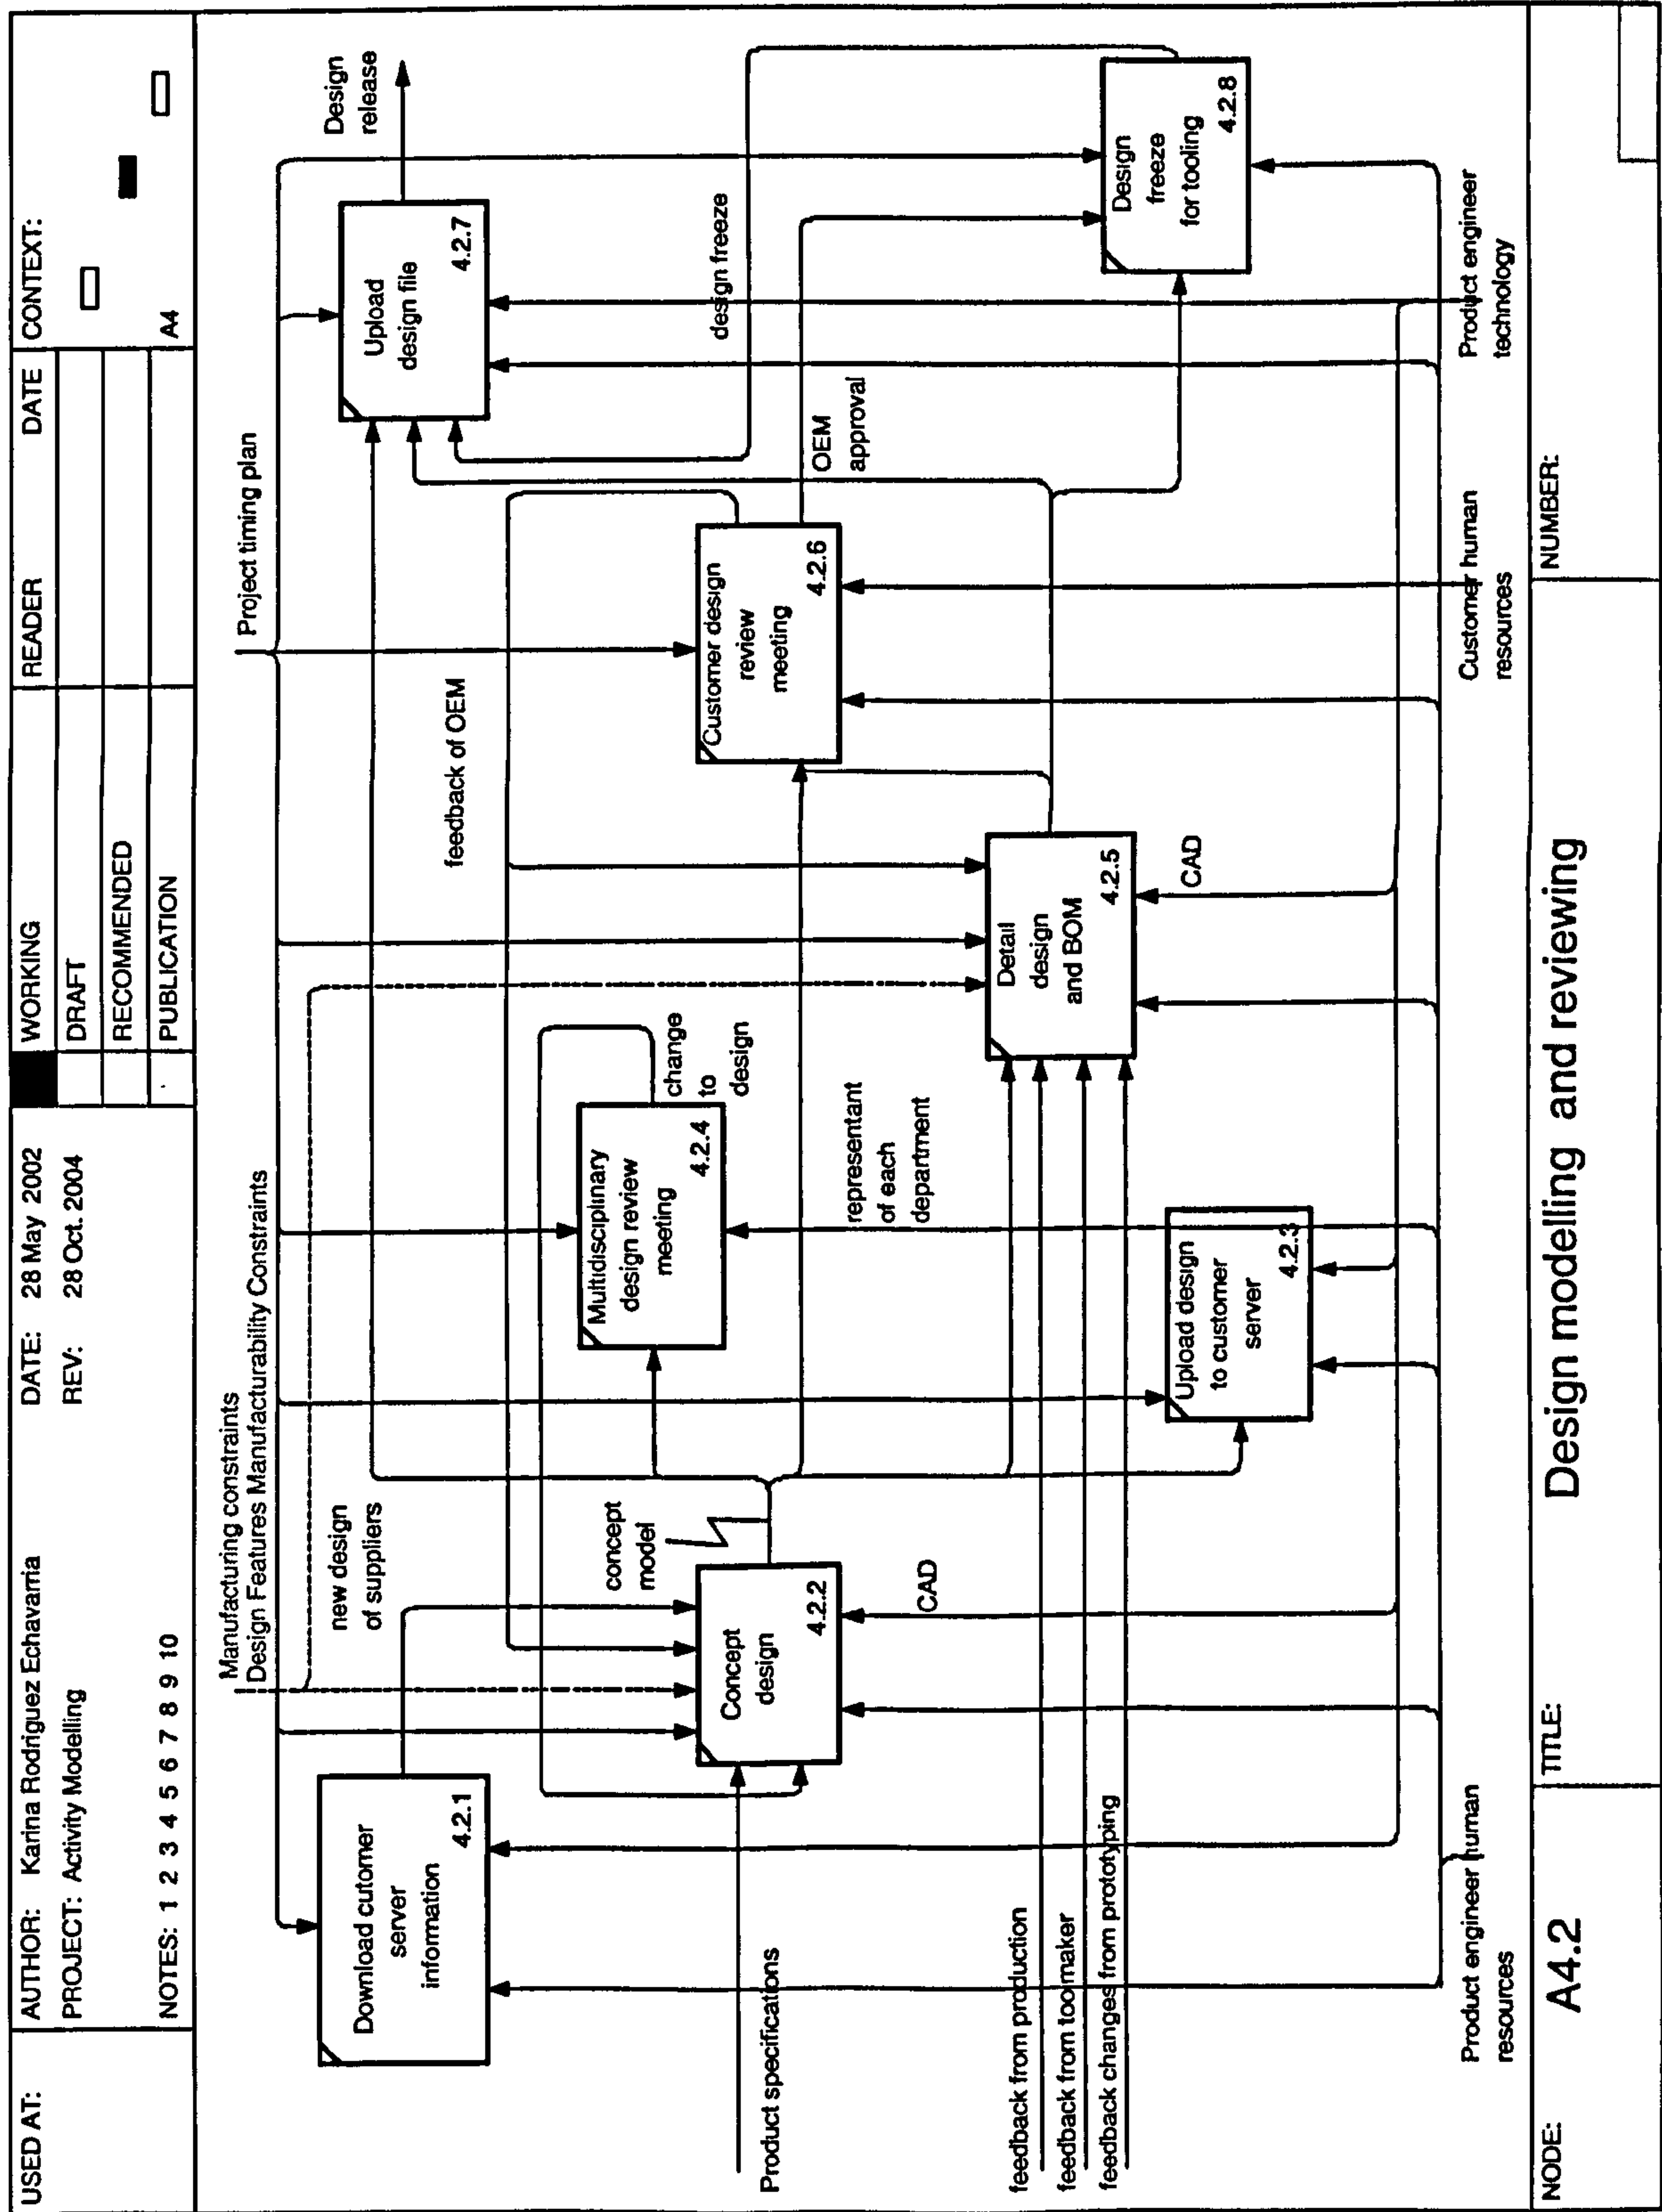 USED AT:
AUTHOR: Karina Rodriguez Echavarria
DATE: 28 May 2002
WORKING
READER
DATE
CONTEXT:
PROJECT: Activity Modelling
REV: 28 Oct. 2004
DRAFT
RECOMMENDED
NOTES: 1 2 3 4 5 6 7 8 9 10
PUBLICATION
A4
Manufacturing constraints
Design Features Manufacturability Constraints
Project timing plan
Design
release
Download cutomer
server
information
4.2.1
new design
of suppliers
feedback of OEM
Upload
design file
4.2.7
concept
model
Multidisciplinary
design review
meeting
4.2.4
change
to
design
Customer design
review
meeting
4.2.6
design freeze
Concept
design
4.2.2
Product specifications
OEM
approval
representant
of each
department
CAD
Detail
design
and BOM
4.2.5
feedback from production
feedback from toolmaker
feedback changes from prototyping
Design
freeze
for tooling
4.2.8
Upload design
to customer
server
4.2.3
CAD
Product engineer human
resources
Customer human
resources
Product engineer
technology
NODE:
A4.2
TITLE:
Design modelling and reviewing
NUMBER: